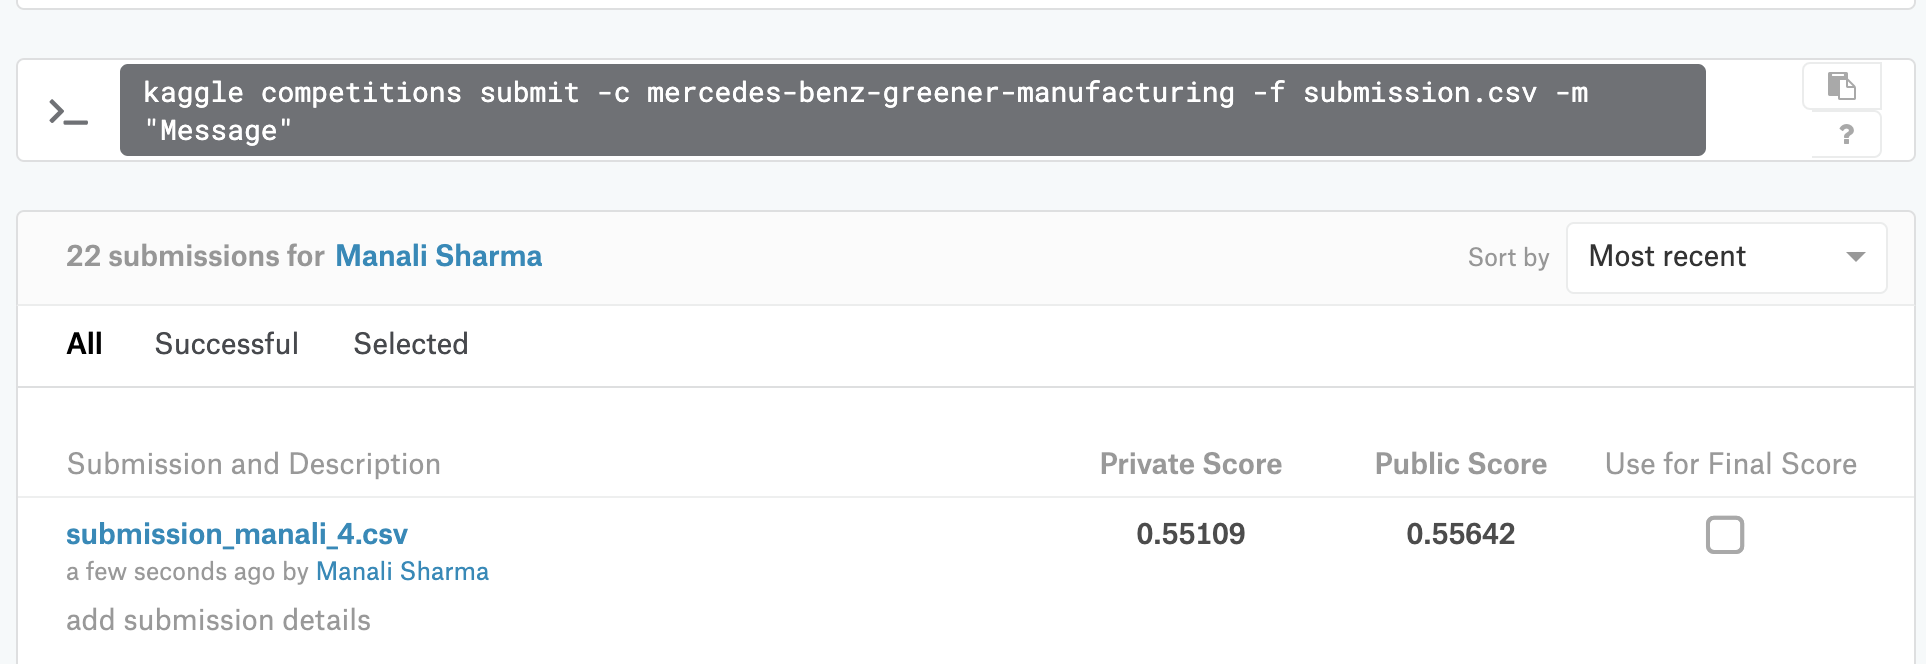 kaggle competitions submit -c mercedes-benz-greener-manufacturing -f submission.csv -m
"Message"
?
22 submissions for Manali Sharma
Sort by Most recent
All Successful Selected
Submission and Description Private Score Public Score Use for Final Score
submission_manali_4.csv 0.55109 0.55642
a few seconds ago by Manali Sharma
add submission details